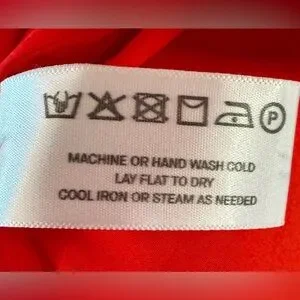 P
MACHINE OR HAND WASH COLD
LAY FLAT TO DRY
COOL IRON OR STEAM AS NEEDED